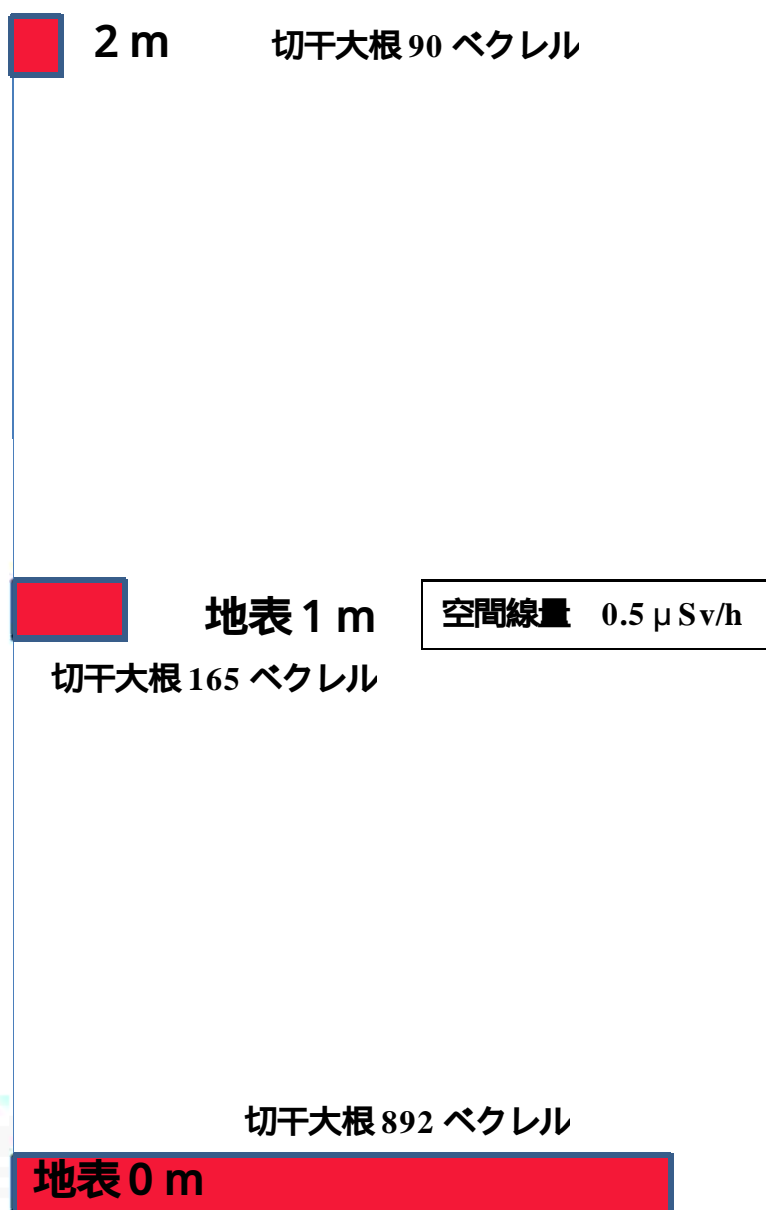 2 m 切干大根 90 ベクレル
地表 1 m 空間線量 0.5 μSv/h
切干大根 165 ベクレル
切干大根 892 ベクレル
地表 0 m